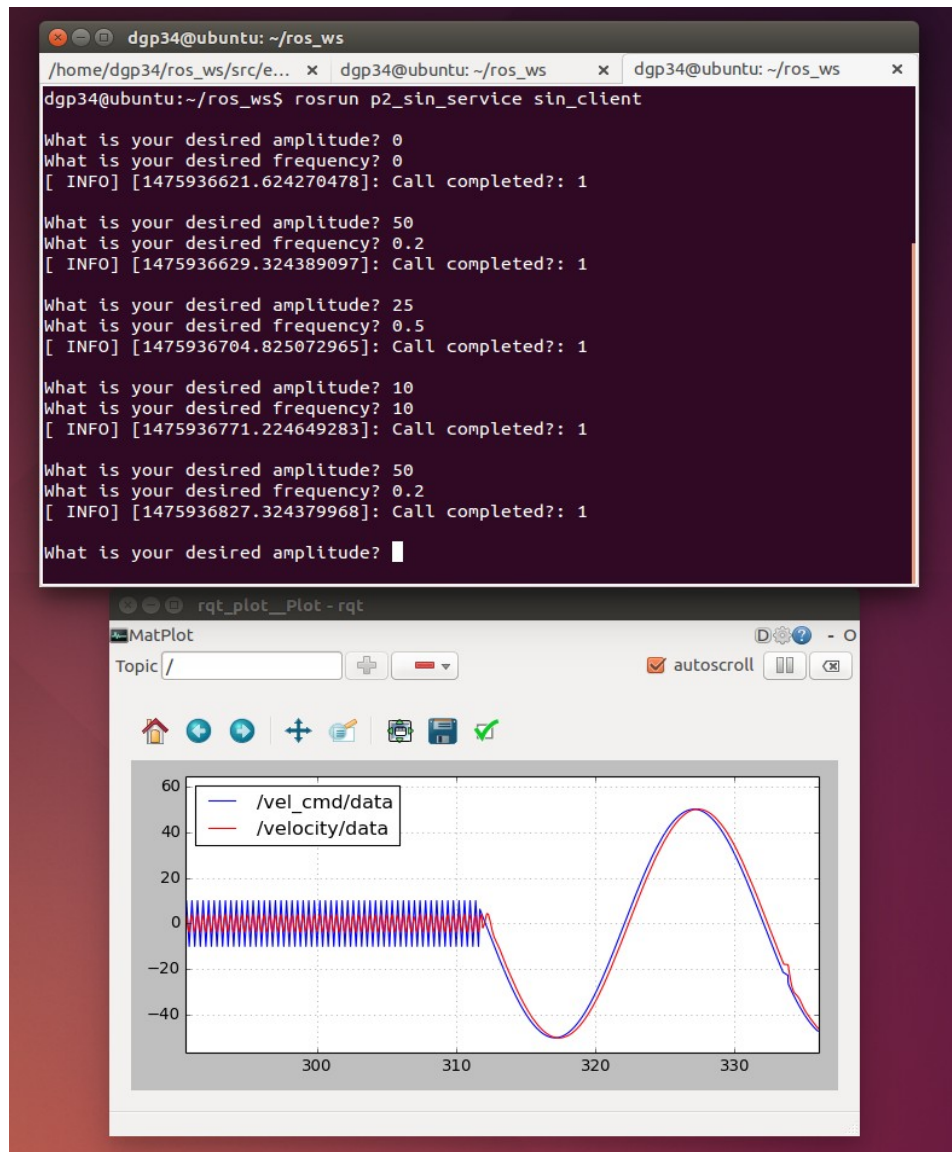 dgp34@ubuntu: ~/ros_ws
/home/dgp34/ros_ws/src/e... × dgp34@ubuntu: ~/ros_ws × dgp34@ubuntu: ~/ros_ws ×
dgp34@ubuntu:~/ros_ws$ rosrun p2_sin_service sin_client
What is your desired amplitude? 0
What is your desired frequency? 0
[ INFO] [1475936621.624270478]: Call completed?: 1
What is your desired amplitude? 50
What is your desired frequency? 0.2
[ INFO] [1475936629.324389097]: Call completed?: 1
What is your desired amplitude? 25
What is your desired frequency? 0.5
[ INFO] [1475936704.825072965]: Call completed?: 1
What is your desired amplitude? 10
What is your desired frequency? 10
[ INFO] [1475936771.224649283]: Call completed?: 1
What is your desired amplitude? 50
What is your desired frequency? 0.2
[ INFO] [1475936827.324379968]: Call completed?: 1
What is your desired amplitude?
rqt_plot__Plot - rqt
MatPlot D ? - O
Topic / autoscroll
60
/vel_cmd/data
40
/velocity/data
20
0
−20
−40
300 310 320 330